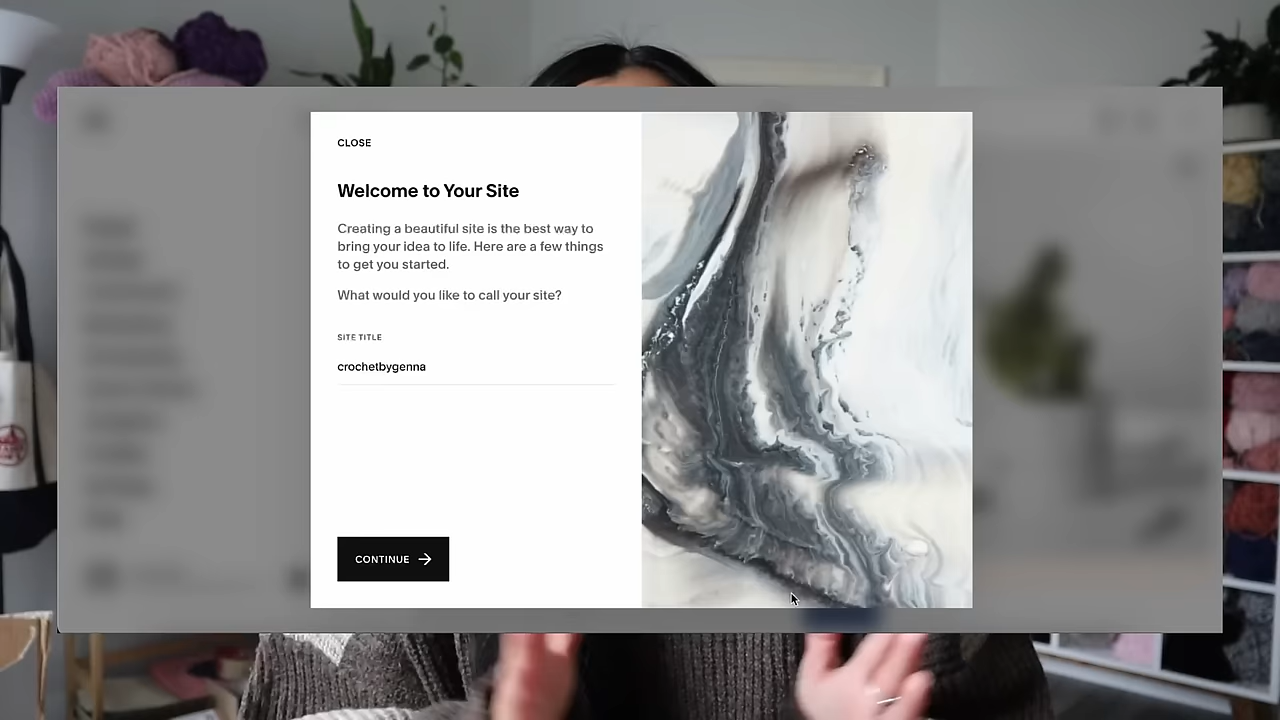 CLOSE
Welcome to Your Site
Creating a beautiful site is the best way to
bring your idea to life. Here are a few things
to get you started.
What would you like to call your site?
SITE TITLE
crochetbygenna
CONTINUE